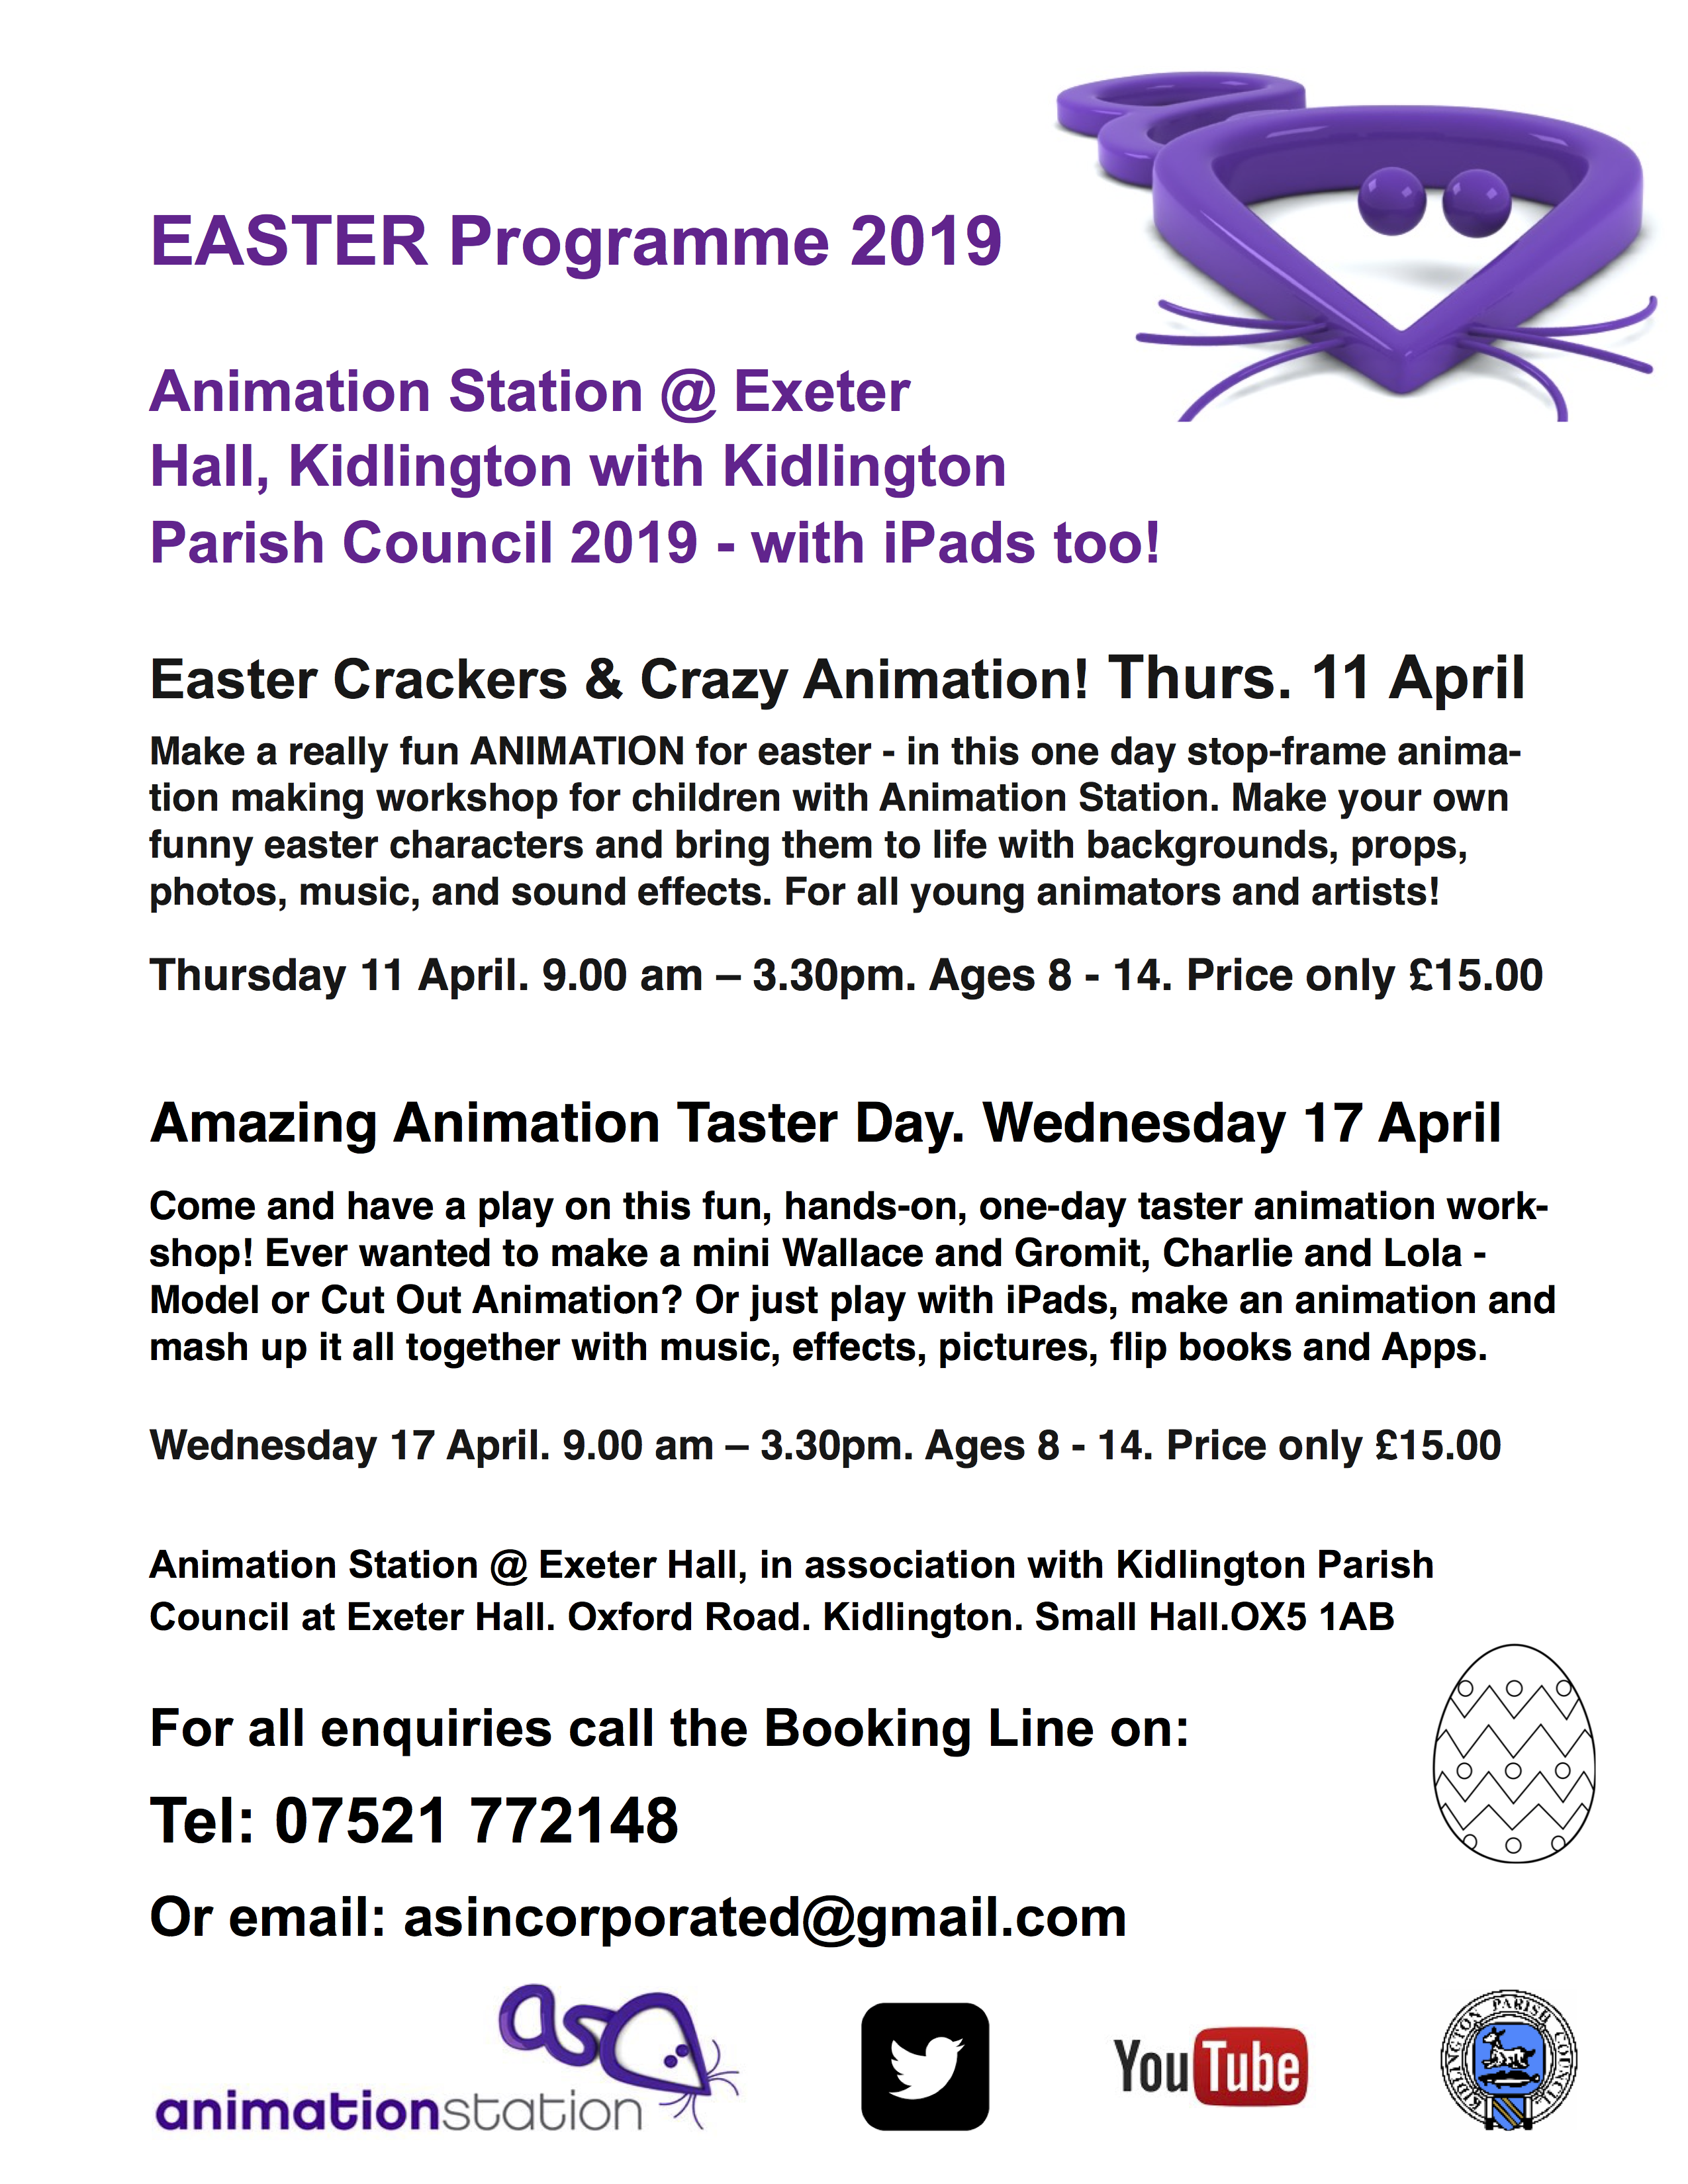 EASTER Programme 2019
Animation Station @ Exeter
Hall, Kidlington with Kidlington
Parish Council 2019 - with iPads too!
Easter Crackers & Crazy Animation! Thurs. 11 April
Make a really fun ANIMATION for easter - in this one day stop-frame anima-
tion making workshop for children with Animation Station. Make your own
funny easter characters and bring them to life with backgrounds, props,
photos, music, and sound effects. For all young animators and artists!
Thursday 11 April. 9.00 am – 3.30pm. Ages 8 - 14. Price only £15.00
Amazing Animation Taster Day. Wednesday 17 April
Come and have a play on this fun, hands-on, one-day taster animation work-
shop! Ever wanted to make a mini Wallace and Gromit, Charlie and Lola -
Model or Cut Out Animation? Or just play with iPads, make an animation and
mash up it all together with music, effects, pictures, flip books and Apps.
Wednesday 17 April. 9.00 am – 3.30pm. Ages 8 - 14. Price only £15.00
Animation Station @ Exeter Hall, in association with Kidlington Parish
Council at Exeter Hall. Oxford Road. Kidlington. Small Hall.OX5 1AB
For all enquiries call the Booking Line on:
Tel: 07521 772148
Or email: asincorporated@gmail.com
as
animationstation
YouTube
KIDLINGTON PARISH COUNCIL